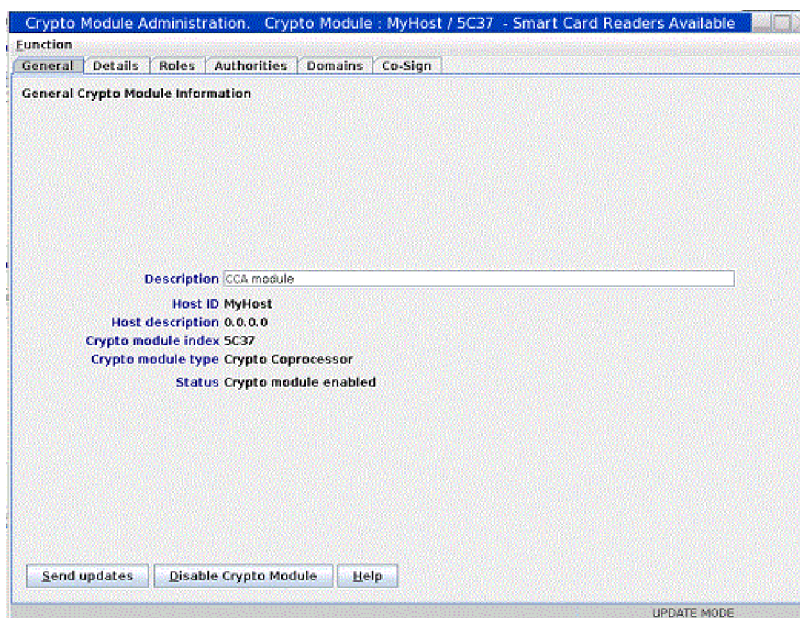 Crypto Module Administration. Crypto Module : MyHost / 5C37 - Smart Card Readers Available
Function
General Details Roles Authorities Domains Co-Sign
General Crypto Module Information
Description CCA module
Host ID MyHost
Host description 0.0.0.0
Crypto module index 5C37
Crypto module type Crypto Coprocessor
Status Crypto module enabled
Send updates Disable Crypto Module Help
UPDATE MODE